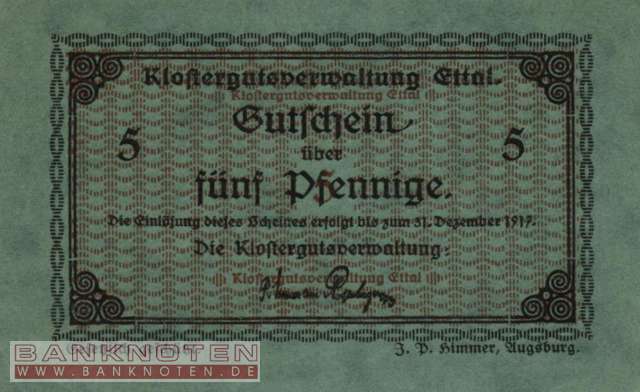 Klostergutsverwaltung Ettal.
Klostergutsverwaltung Ettal
Gutschein
5 über 5
fünf Pfennige.
Die Einlösung dieses Scheines erfolgt bis zum 31. Dezember 1917.
Die Klostergutsverwaltung:
Klostergutsverwaltung Ettal
J. P. Himmer, Augsburg.
BANKNOTEN
WWW.BANKNOTEN.DE